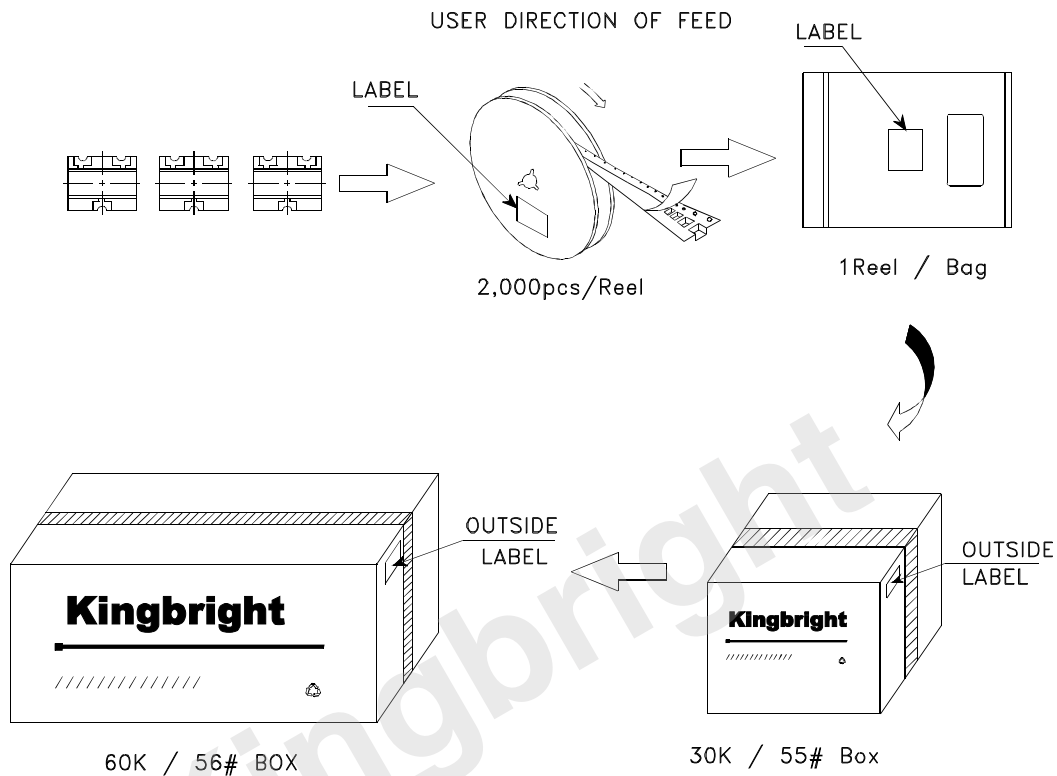 USER DIRECTION OF FEED
LABEL
LABEL
2,000pcs/Reel
1Reel / Bag
OUTSIDE
LABEL
OUTSIDE
LABEL
Kingbright
Kingbright
60K / 56# BOX
30K / 55# Box
Kingbright